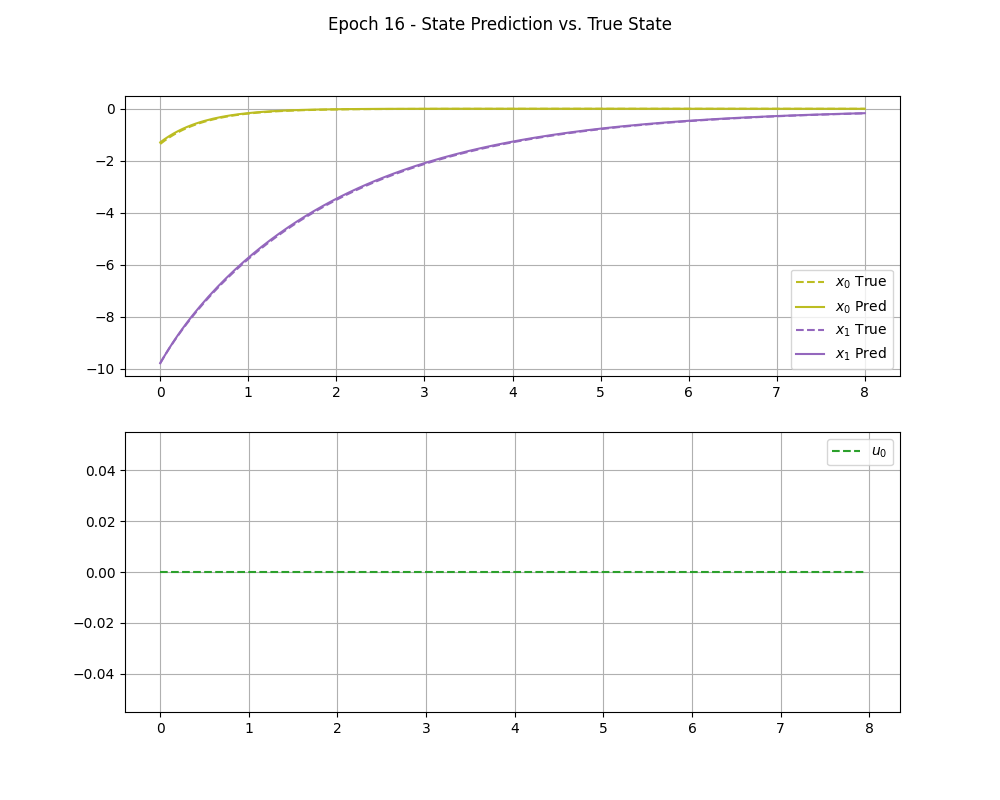 Epoch 16 - State Prediction vs. True State
0
−2
−4
−6
−8
−10
x₀ True
x₀ Pred
x₁ True
x₁ Pred
0 1 2 3 4 5 6 7 8
0.04
0.02
0.00
−0.02
−0.04
u₀
0 1 2 3 4 5 6 7 8